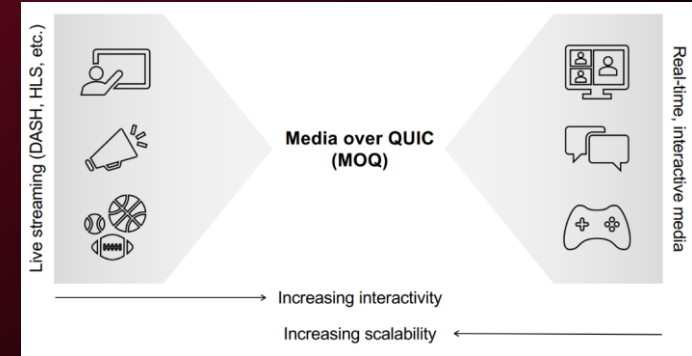 Live streaming (DASH, HLS, etc.)
Media over QUIC
(MOQ)
Real-time, interactive media
Increasing interactivity
Increasing scalability